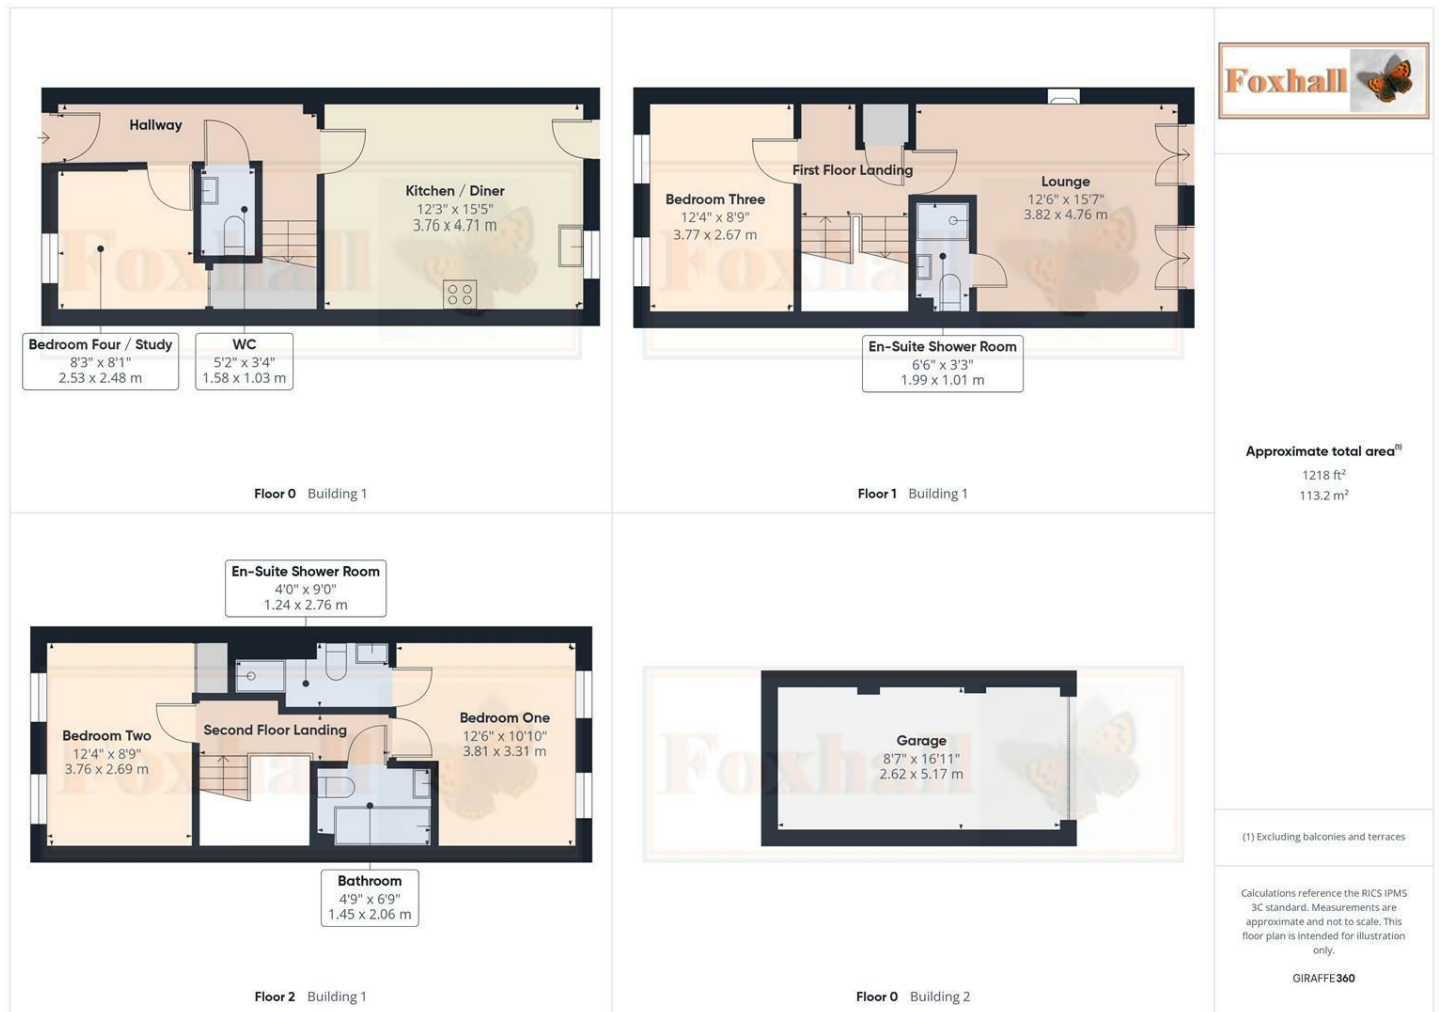 Hallway
Kitchen / Diner
12'3" x 15'5"
3.76 x 4.71 m
Bedroom Four / Study
8'3" x 8'1"
2.53 x 2.48 m
WC
5'2" x 3'4"
1.58 x 1.03 m
Floor 0 Building 1
First Floor Landing
Bedroom Three
12'4" x 8'9"
3.77 x 2.67 m
Lounge
12'6" x 15'7"
3.82 x 4.76 m
En-Suite Shower Room
6'6" x 3'3"
1.99 x 1.01 m
Floor 1 Building 1
En-Suite Shower Room
4'0" x 9'0"
1.24 x 2.76 m
Bedroom Two
12'4" x 8'9"
3.76 x 2.69 m
Second Floor Landing
Bedroom One
12'6" x 10'10"
3.81 x 3.31 m
Bathroom
4'9" x 6'9"
1.45 x 2.06 m
Floor 2 Building 1
Garage
8'7" x 16'11"
2.62 x 5.17 m
Floor 0 Building 2
Foxhall
Foxhall
Foxhall
Foxhall
Foxhall
Approximate total area(1)
1218 ft²
113.2 m²
(1) Excluding balconies and terraces
Calculations reference the RICS IPMS
3C standard. Measurements are
approximate and not to scale. This
floor plan is intended for illustration
only.
GIRAFFE360